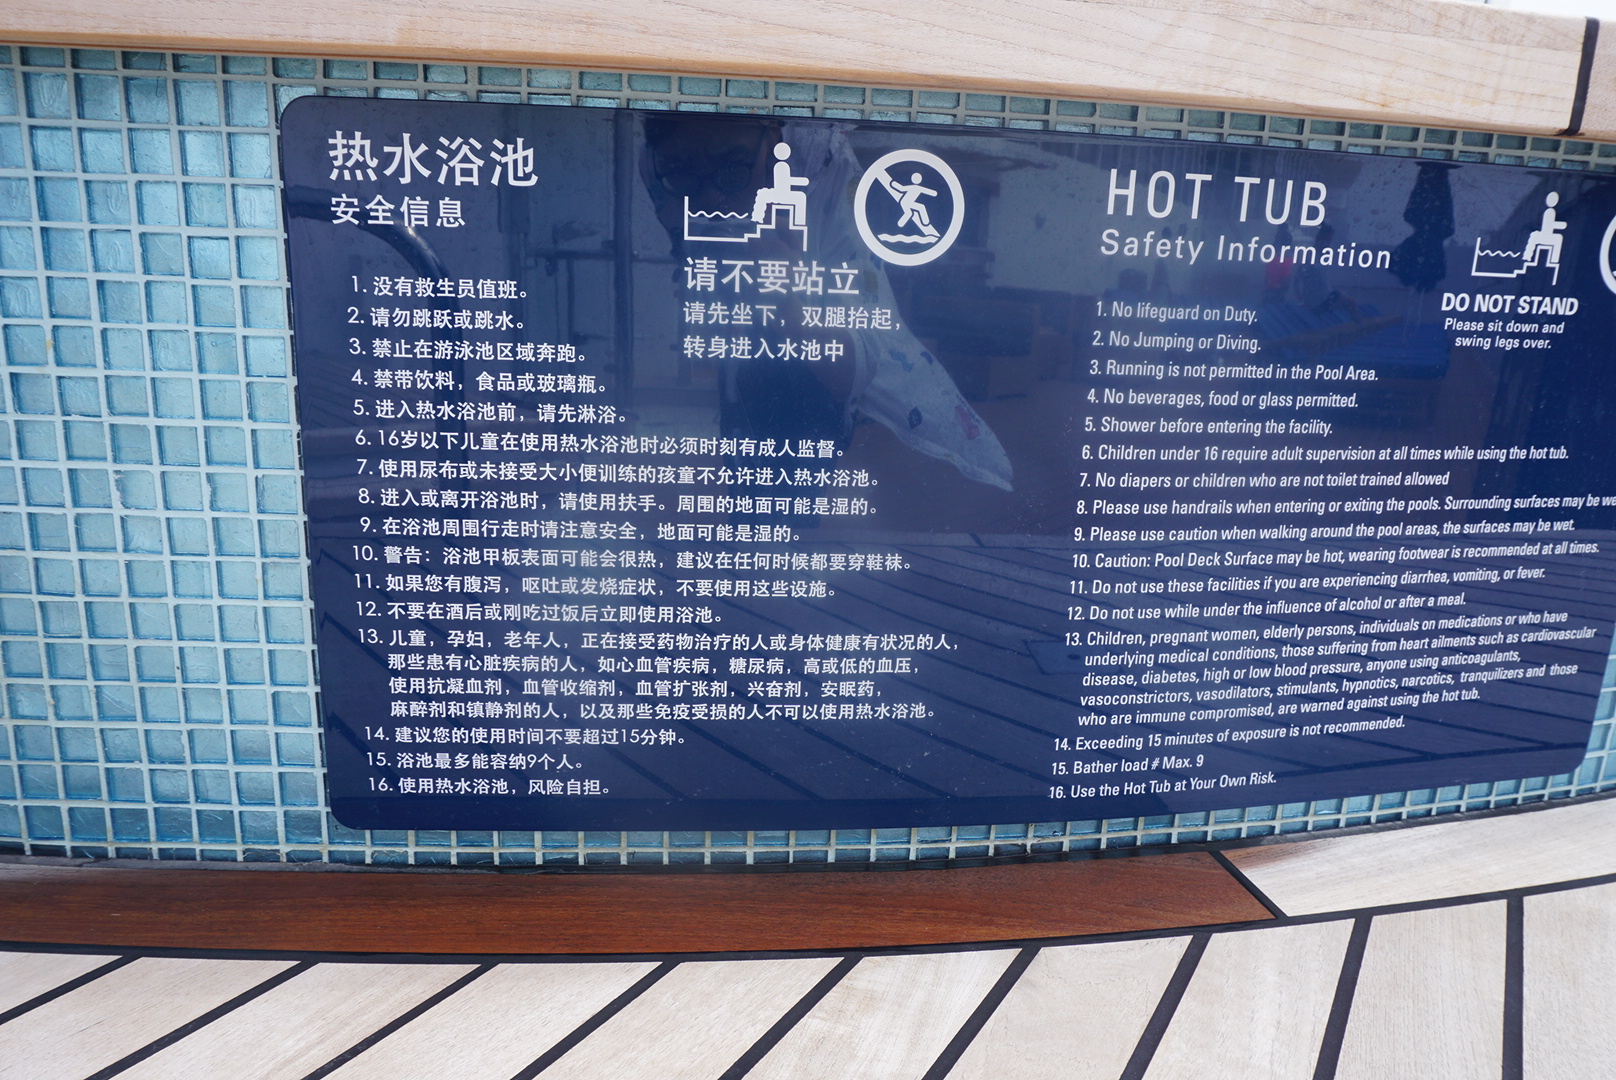 热水浴池
安全信息
1. 没有救生员值班。
2. 请勿跳跃或跳水。
3. 禁止在游泳池区域奔跑。
4. 禁带饮料，食品或玻璃瓶。
5. 进入热水浴池前，请先淋浴。
6. 16岁以下儿童在使用热水浴池时必须时刻有成人监督。
7. 使用尿布或未接受大小便训练的孩童不允许进入热水浴池。
8. 进入或离开浴池时，请使用扶手。周围的地面可能是湿的。
9. 在浴池周围行走时请注意安全，地面可能是湿的。
10. 警告：浴池甲板表面可能会很热，建议在任何时候都要穿鞋袜。
11. 如果您有腹泻，呕吐或发烧症状，不要使用这些设施。
12. 不要在酒后或刚吃过饭后立即使用浴池。
13. 儿童，孕妇，老年人，正在接受药物治疗的人或身体健康有状况的人，
那些患有心脏疾病的人，如心血管疾病，糖尿病，高或低的血压，
使用抗凝血剂，血管收缩剂，血管扩张剂，兴奋剂，安眠药，
麻醉剂和镇静剂的人，以及那些免疫受损的人不可以使用热水浴池。
14. 建议您的使用时间不要超过15分钟。
15. 浴池最多能容纳9个人。
16. 使用热水浴池，风险自担。
请不要站立
请先坐下，双腿抬起，
转身进入水池中
HOT TUB
Safety Information
1. No lifeguard on Duty.
2. No Jumping or Diving.
3. Running is not permitted in the Pool Area.
4. No beverages, food or glass permitted.
5. Shower before entering the facility.
6. Children under 16 require adult supervision at all times while using the hot tub.
7. No diapers or children who are not toilet trained allowed
8. Please use handrails when entering or exiting the pools. Surrounding surfaces may be
9. Please use caution when walking around the pool areas, the surfaces may be wet.
10. Caution: Pool Deck Surface may be hot, wearing footwear is recommended at all times.
11. Do not use these facilities if you are experiencing diarrhea, vomiting, or fever.
12. Do not use while under the influence of alcohol or after a meal.
13. Children, pregnant women, elderly persons, individuals on medications or who have
underlying medical conditions, those suffering from heart ailments such as cardiovascular
disease, diabetes, high or low blood pressure, anyone using anticoagulants,
vasoconstrictors, vasodilators, stimulants, hypnotics, narcotics, tranquilizers and those
who are immune compromised, are warned against using the hot tub.
14. Exceeding 15 minutes of exposure is not recommended.
15. Bather load # Max. 9
16. Use the Hot Tub at Your Own Risk.
DO NOT STAND
Please sit down and
swing legs over.